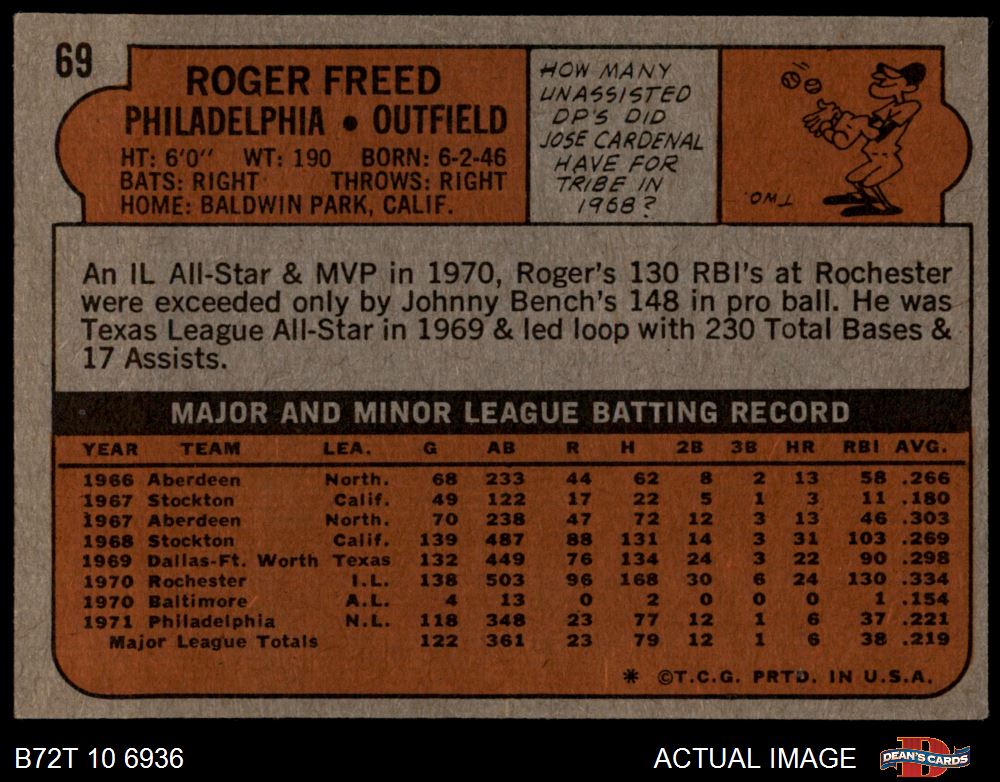 69
ROGER FREED
PHILADELPHIA • OUTFIELD
HT: 6'0" WT: 190 BORN: 6-2-46
BATS: RIGHT THROWS: RIGHT
HOME: BALDWIN PARK, CALIF.
HOW MANY
UNASSISTED
DP'S DID
JOSE CARDENAL
HAVE FOR
TRIBE IN
1968?
TWO.
An IL All-Star & MVP in 1970, Roger's 130 RBI's at Rochester
were exceeded only by Johnny Bench's 148 in pro ball. He was
Texas League All-Star in 1969 & led loop with 230 Total Bases &
17 Assists.
MAJOR AND MINOR LEAGUE BATTING RECORD
YEAR TEAM LEA. G AB R H 2B 3B HR RBI AVG.
1966 Aberdeen North. 68 233 44 62 8 2 13 58 .266
1967 Stockton Calif. 49 122 17 22 5 1 3 11 .180
1967 Aberdeen North. 70 238 47 72 12 3 13 46 .303
1968 Stockton Calif. 139 487 88 131 14 3 31 103 .269
1969 Dallas-Ft. Worth Texas 132 449 76 134 24 3 22 90 .298
1970 Rochester I.L. 138 503 96 168 30 6 24 130 .334
1970 Baltimore A.L. 4 13 0 2 0 0 0 1 .154
1971 Philadelphia N.L. 118 348 23 77 12 1 6 37 .221
Major League Totals 122 361 23 79 12 1 6 38 .219
* ©T.C.G. PRTD. IN U.S.A.
B72T 10 6936
ACTUAL IMAGE
DEAN'S CARDS